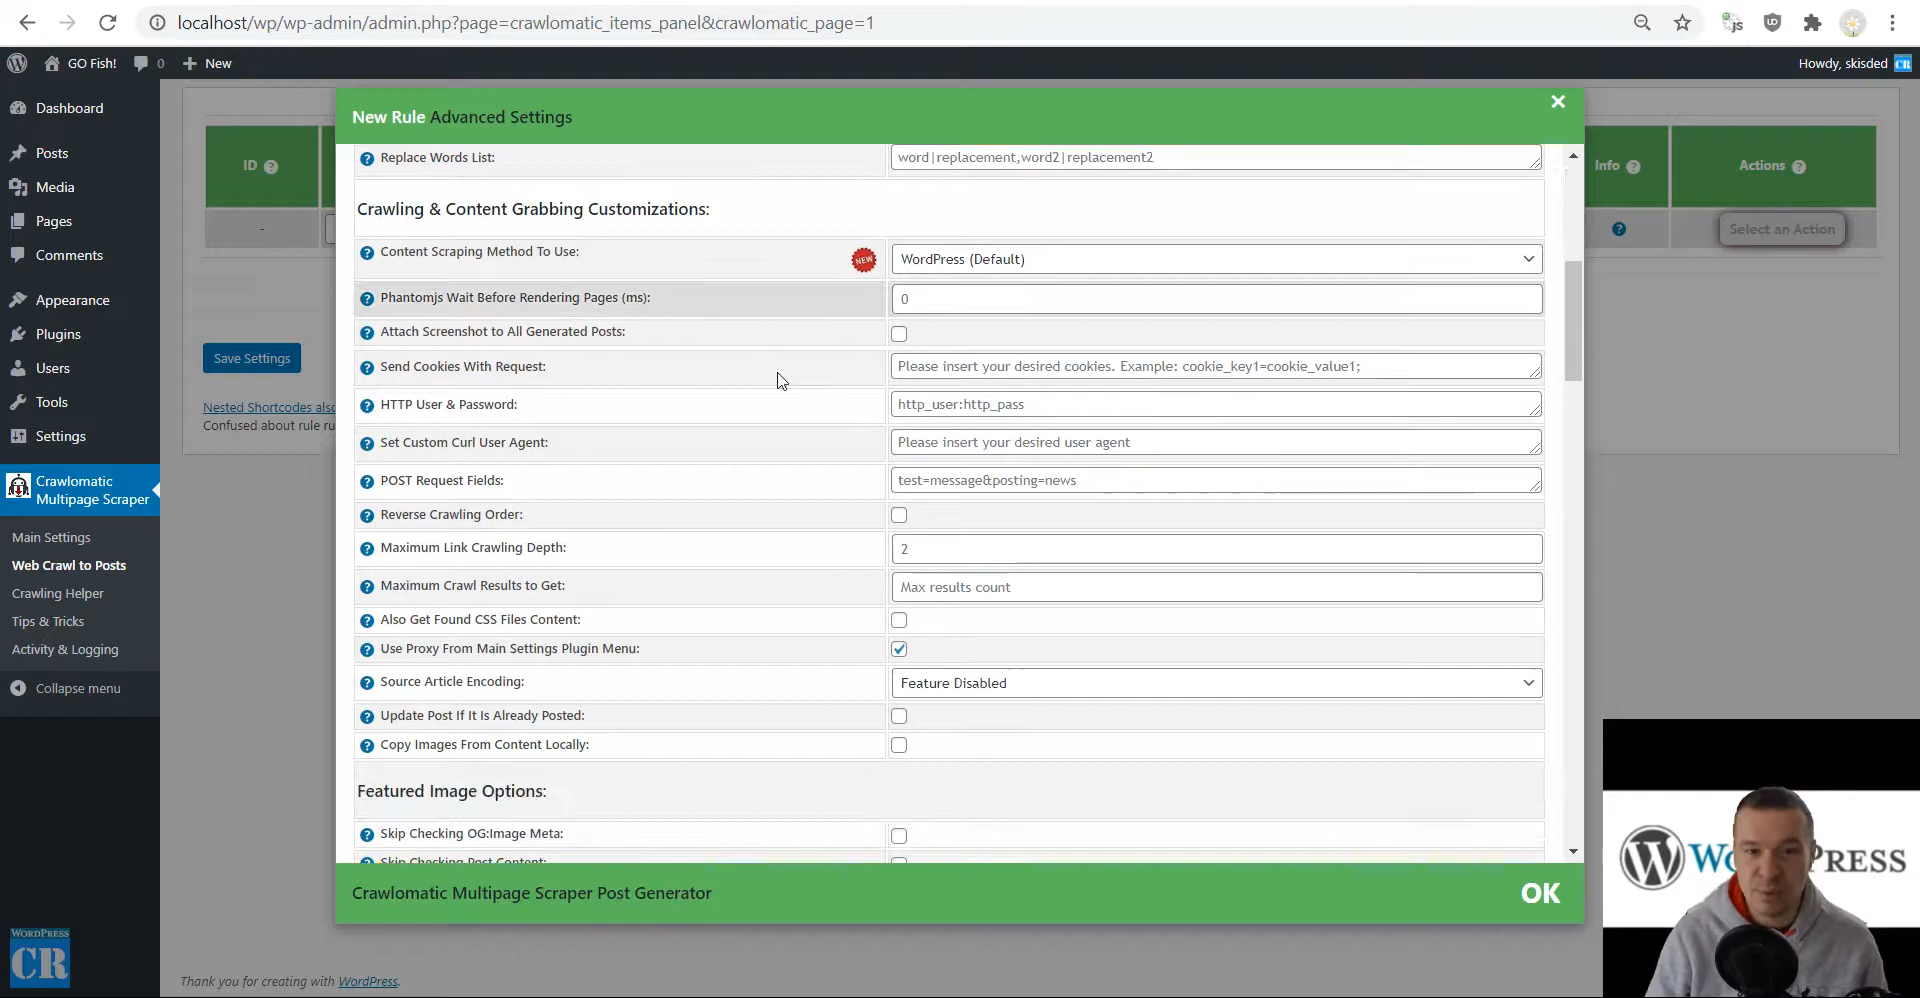 localhost/wp/wp-admin/admin.php?page=crawlomatic_items_panel&crawlomatic_page=1
GO Fish!
0
New
Howdy, skisded
CR
Dashboard
Posts
Media
Pages
Comments
Appearance
Plugins
Users
Tools
Settings
Crawlomatic
Multipage Scraper
Main Settings
Web Crawl to Posts
Crawling Helper
Tips & Tricks
Activity & Logging
Collapse menu
WORDPRESS
CR
ID
-
Save Settings
Nested Shortcodes also
Confused about rule ru
Info
Actions
Select an Action
New Rule Advanced Settings
Replace Words List:
word|replacement,word2|replacement2
Crawling & Content Grabbing Customizations:
Content Scraping Method To Use:
NEW
WordPress (Default)
Phantomjs Wait Before Rendering Pages (ms):
0
Attach Screenshot to All Generated Posts:
Send Cookies With Request:
Please insert your desired cookies. Example: cookie_key1=cookie_value1;
HTTP User & Password:
http_user:http_pass
Set Custom Curl User Agent:
Please insert your desired user agent
POST Request Fields:
test=message&posting=news
Reverse Crawling Order:
Maximum Link Crawling Depth:
2
Maximum Crawl Results to Get:
Max results count
Also Get Found CSS Files Content:
Use Proxy From Main Settings Plugin Menu:
Source Article Encoding:
Feature Disabled
Update Post If It Is Already Posted:
Copy Images From Content Locally:
Featured Image Options:
Skip Checking OG:Image Meta:
Skip Checking Post Content:
Crawlomatic Multipage Scraper Post Generator
OK
Thank you for creating with WordPress.